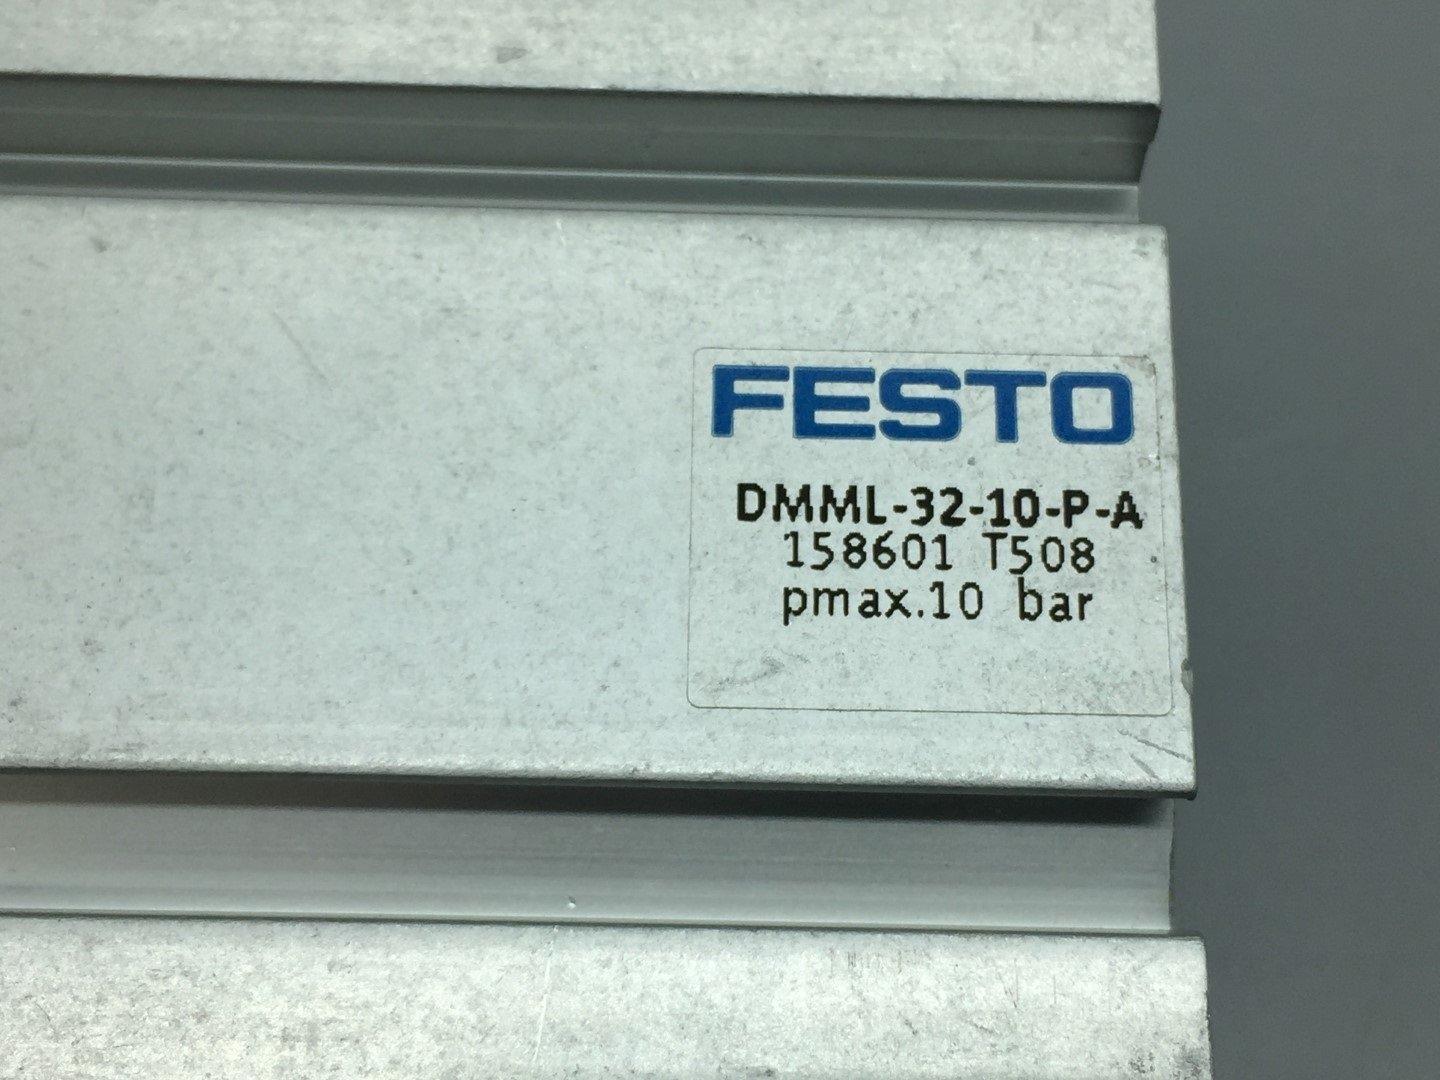 FESTO
DMML-32-10-P-A
158601 T508
pmax.10 bar